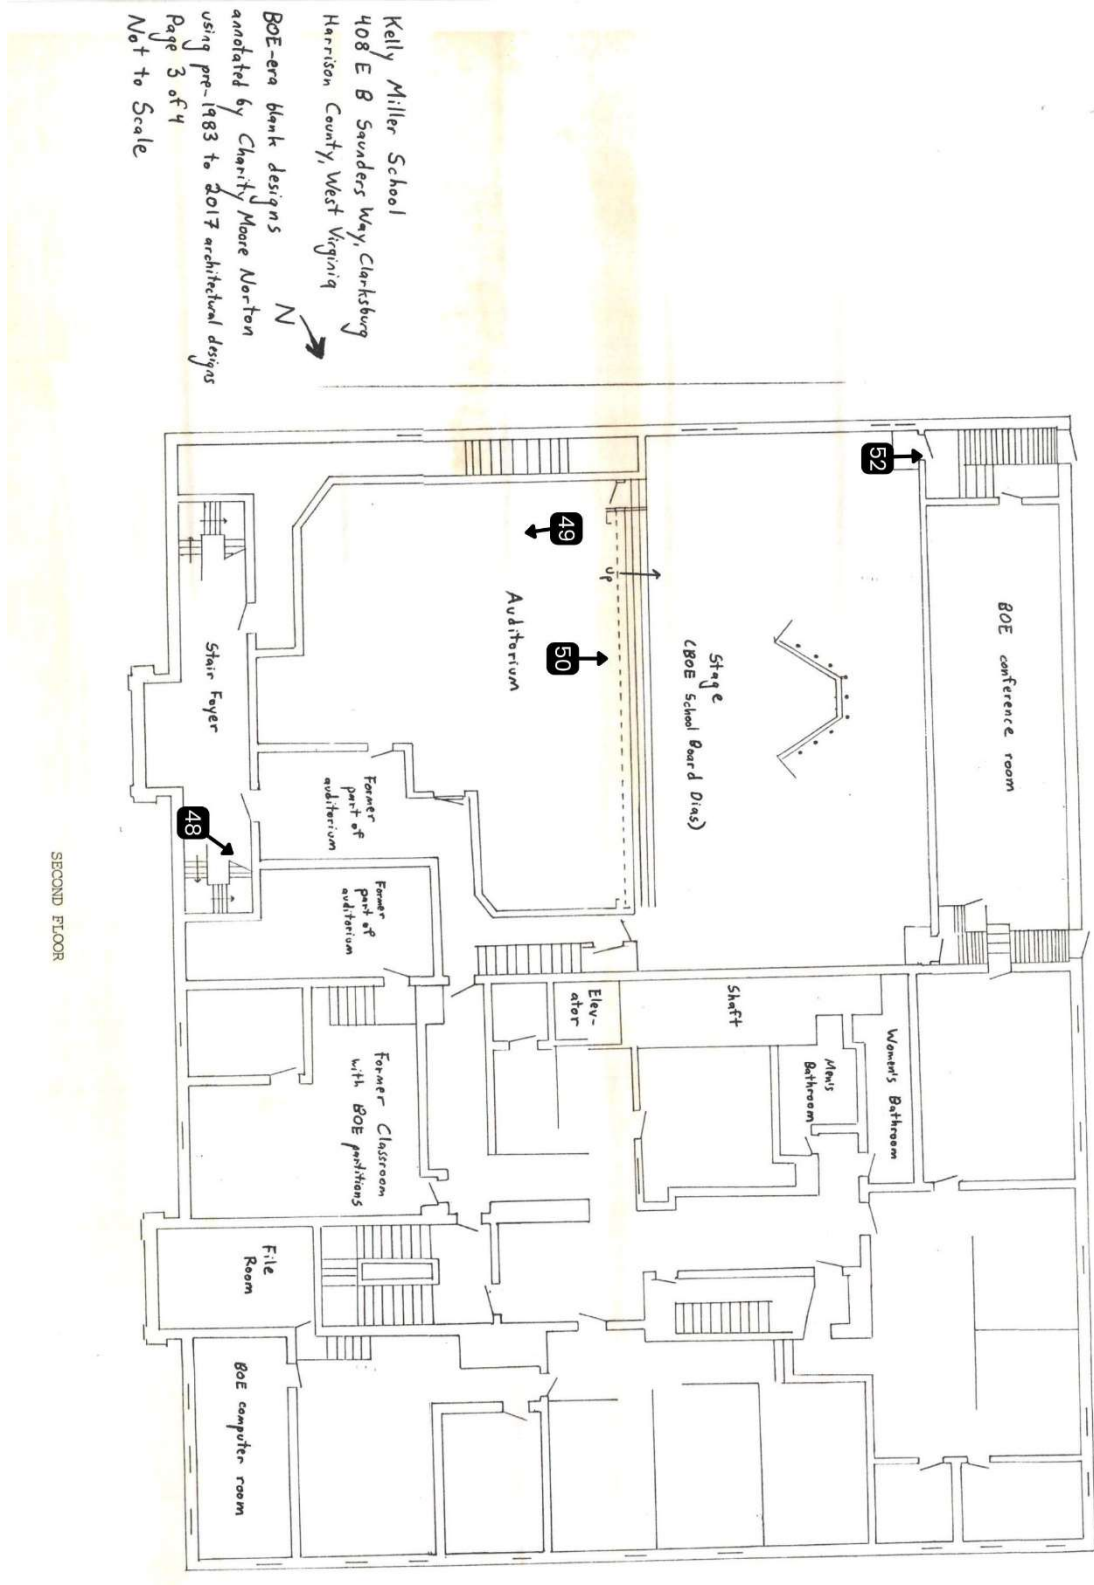 BOE conference room
52
Women's Bathroom
Men's
Bathroom
Stage
(BOE School Board Dias)
Shaft
Up
50
49
Auditorium
Elev-
ator
Former
part of
auditorium
Former
part of
auditorium
Former Classroom
with BOE partitions
Stair Foyer
48
File
Room
BOE computer room
Kelly Miller School
408 E B Saunders Way, Clarksburg
Harrison County, West Virginia
BOE-era blank designs
N
annotated by Charity Moore Norton
using pre-1983 to 2017 architectural designs
Page 3 of 4
Not to Scale
SECOND FLOOR